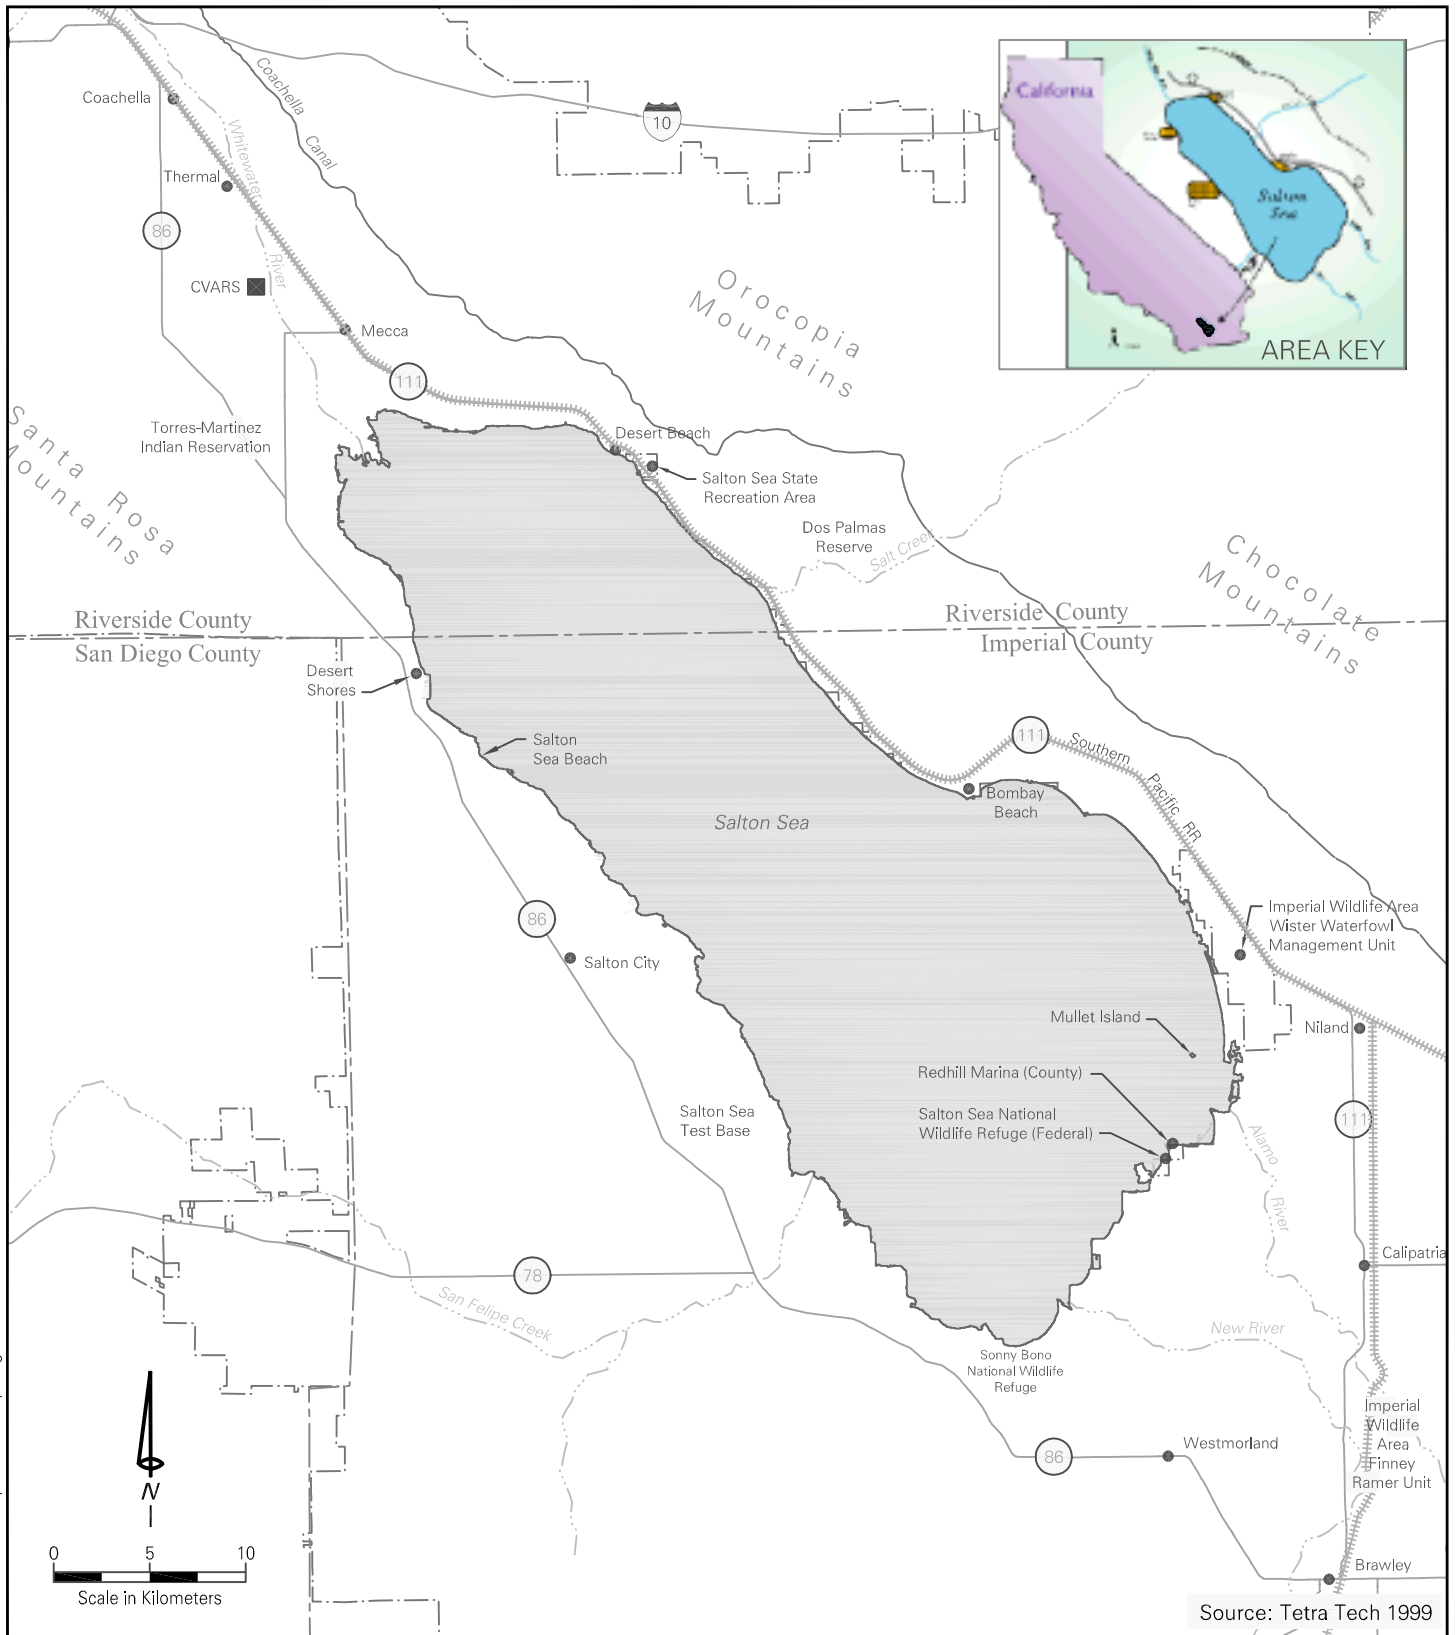 Coachella
Coachella
Canal
10
California
Salton
Sea
AREA KEY
Whitewater
River
Thermal
86
CVARS
Mecca
111
Orocopia
Mountains
Santa Rosa
Mountains
Torres-Martinez
Indian Reservation
Desert Beach
Salton Sea State
Recreation Area
Dos Palmas
Reserve
Salt Creek
Chocolate
Mountains
Riverside County
San Diego County
Riverside County
Imperial County
Desert
Shores
Salton
Sea Beach
111
Southern
Pacific RR
Bombay
Beach
Salton Sea
86
Salton City
Imperial Wildlife Area
Wister Waterfowl
Management Unit
Mullet Island
Niland
Redhill Marina (County)
Salton Sea National
Wildlife Refuge (Federal)
Salton Sea
Test Base
111
Alamo
River
Calipatria
78
San Felipe Creek
New River
Sonny Bono
National Wildlife
Refuge
Imperial
Wildlife
Area
Finney
Ramer Unit
Westmorland
86
Brawley
N
0 5 10
Scale in Kilometers
Source: Tetra Tech 1999